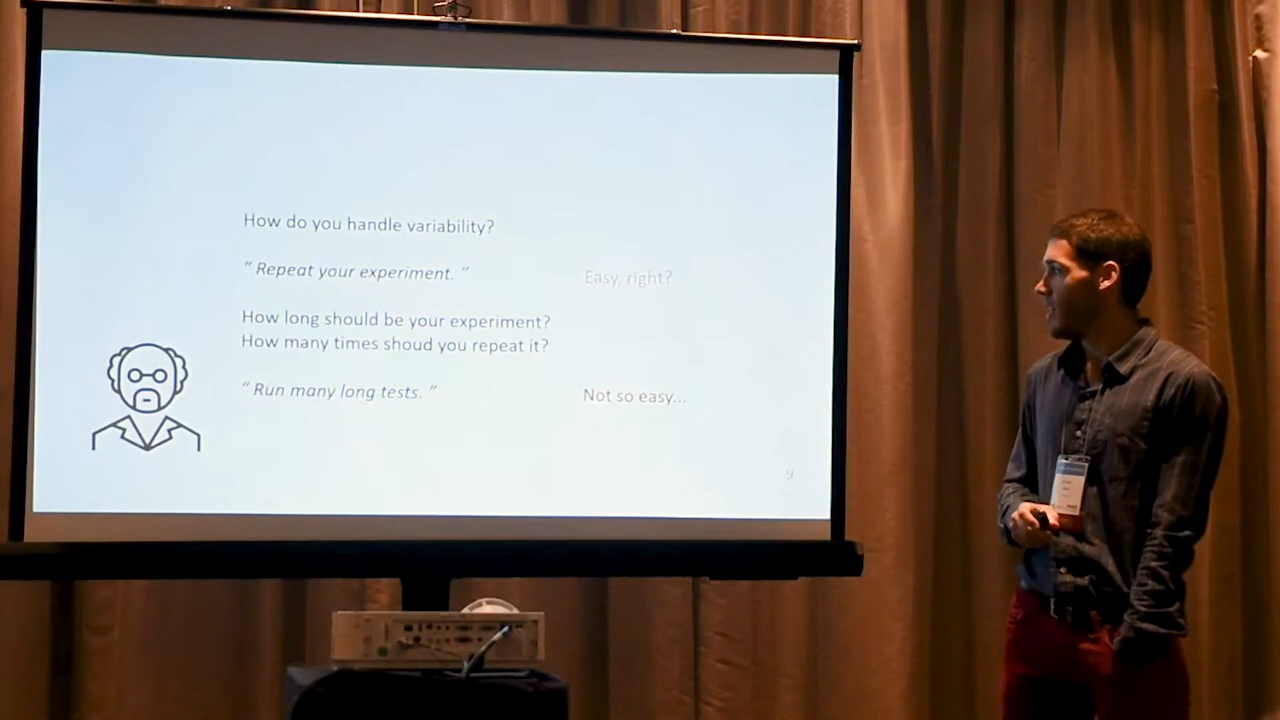 How do you handle variability?
“ Repeat your experiment. ”
Easy, right?
How long should be your experiment?
How many times shoud you repeat it?
“ Run many long tests. ”
Not so easy...
9